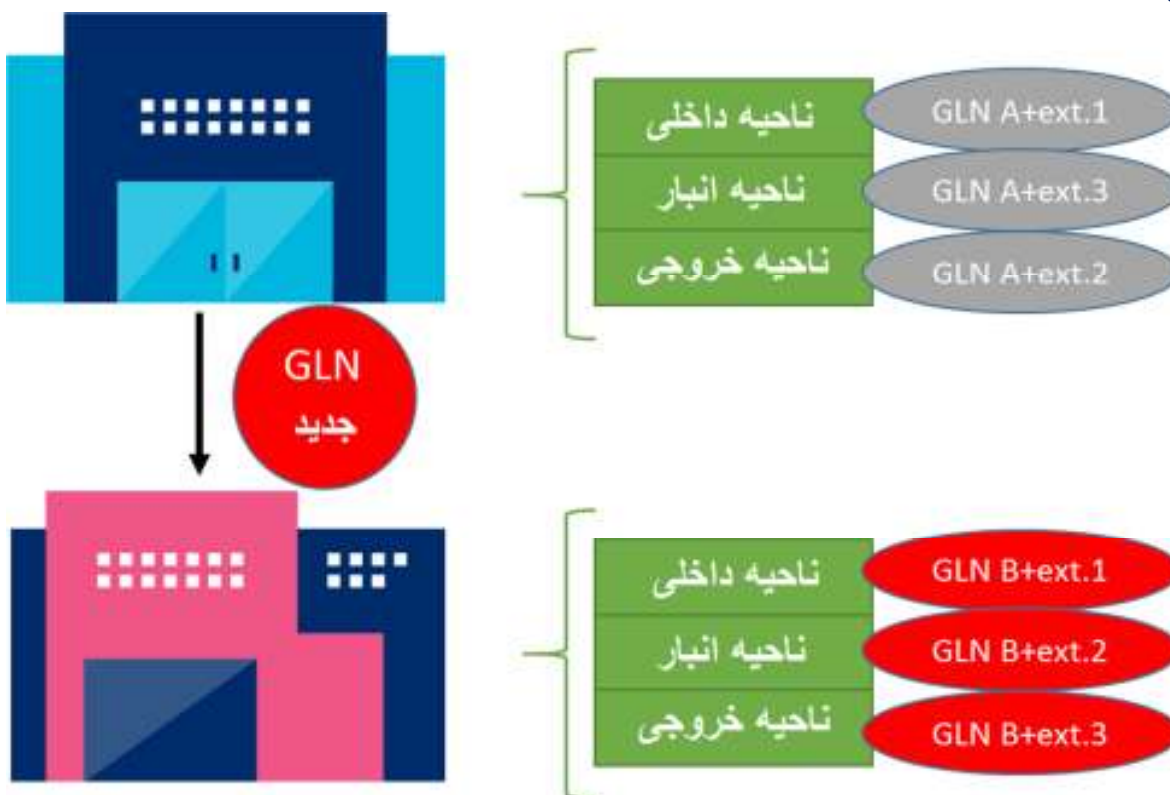 ناحیه داخلی
GLN A+ext.1
ناحیه انبار
GLN A+ext.3
ناحیه خروجی
GLN A+ext.2
GLN
جدید
ناحیه داخلی
GLN B+ext.1
ناحیه انبار
GLN B+ext.2
ناحیه خروجی
GLN B+ext.3